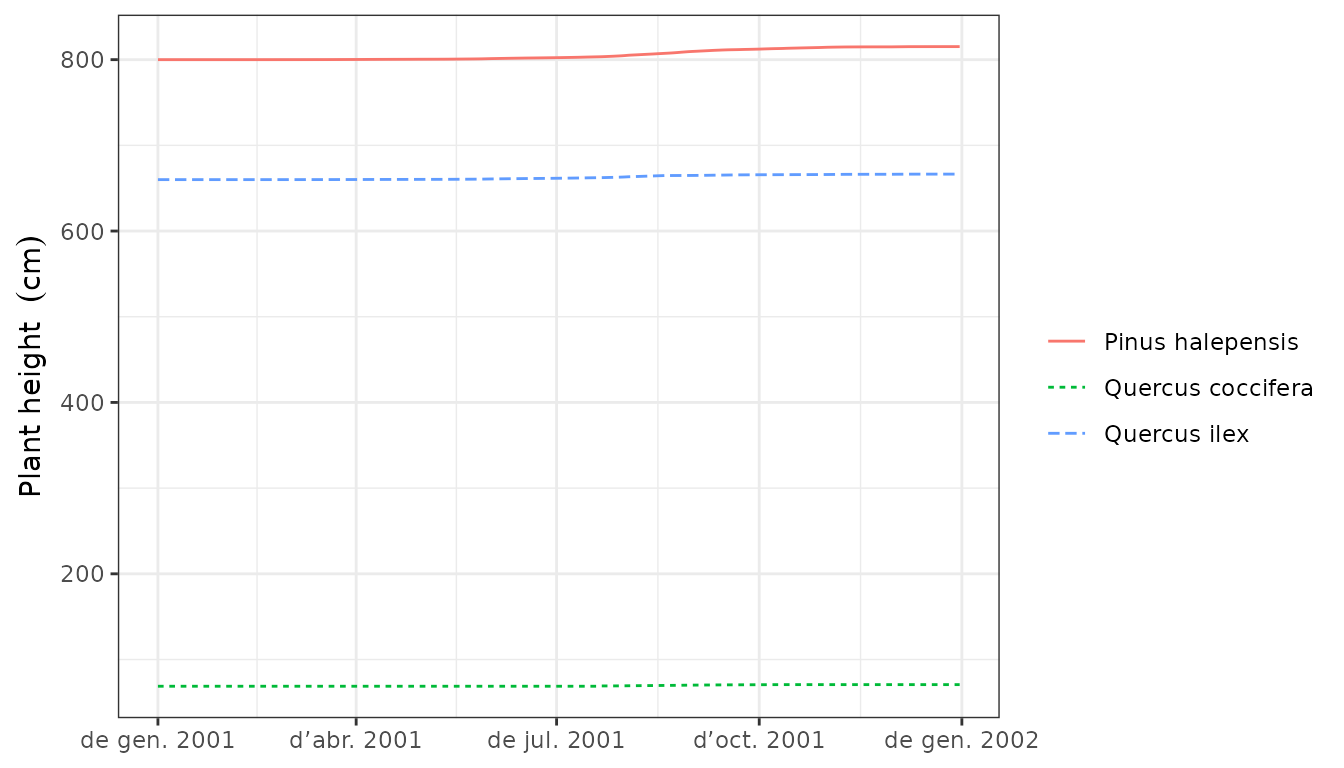 Plant height (cm)
800
600
400
200
de gen. 2001 d’abr. 2001 de jul. 2001 d’oct. 2001 de gen. 2002
Pinus halepensis
Quercus coccifera
Quercus ilex